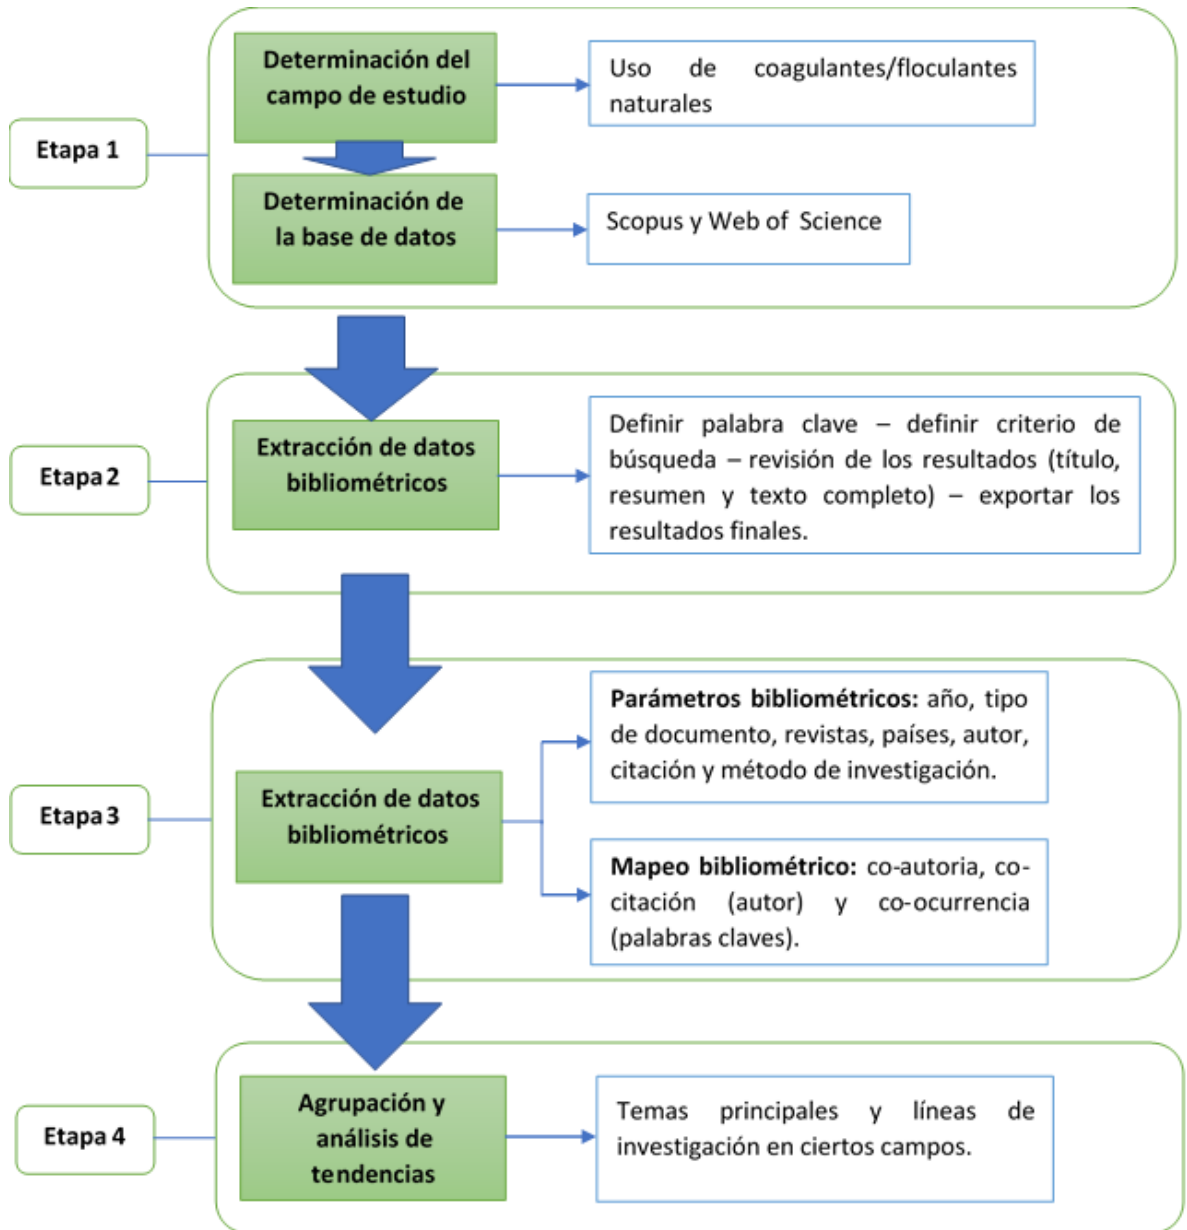 Etapa 1
Determinación del
campo de estudio
Uso de coagulantes/floculantes
naturales
Determinación de
la base de datos
Scopus y Web of Science
Etapa 2
Extracción de datos
bibliométricos
Definir palabra clave – definir criterio de
búsqueda – revisión de los resultados (título,
resumen y texto completo) – exportar los
resultados finales.
Etapa 3
Extracción de datos
bibliométricos
Parámetros bibliométricos: año, tipo
de documento, revistas, países, autor,
citación y método de investigación.
Mapeo bibliométrico: co-autoria, co-
citación (autor) y co-ocurrencia
(palabras claves).
Etapa 4
Agrupación y
análisis de
tendencias
Temas principales y líneas de
investigación en ciertos campos.